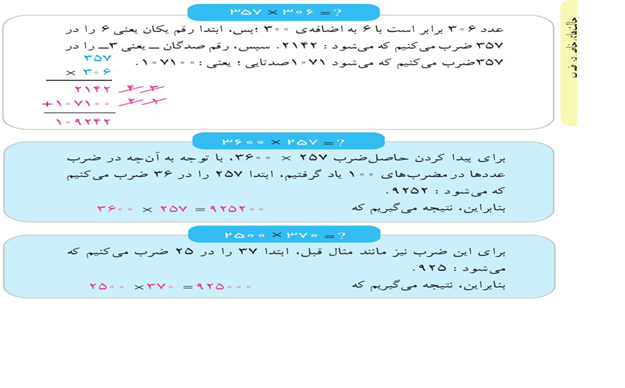 ۳۵۷ × ۳۰۶ = ?
عدد ۳۰۶ برابر است با ۶ به اضافه‌ی ۳۰۰ ؛پس، ابتدا رقم یکان یعنی ۶ را در
۳۵۷ ضرب می‌کنیم که می‌شود : ۲۱۴۲. سپس، رقم صدگان ــ یعنی ۳ــ را در
۳۵۷ضرب می‌کنیم که می‌شود ۱۰۷۱صدتایی ؛ یعنی :۱۰۷۱۰۰.
۳۵۷
× ۳۰۶
۲۱۴۲
+۱۰۷۱۰۰
۱۰۹۲۴۲
۳۶۰۰ × ۲۵۷ = ?
برای پیدا کردن حاصل‌ضرب ۲۵۷ × ۳۶۰۰، با توجه به آن‌چه در ضرب
عددها در مضرب‌های ۱۰۰ یاد گرفتیم، ابتدا ۲۵۷ را در ۳۶ ضرب می‌کنیم
که می‌شود : ۹۲۵۲.
بنابراین، نتیجه می‌گیریم که ۳۶۰۰ × ۲۵۷ = ۹۲۵۲۰۰
۲۵۰۰ × ۳۷۰ = ?
برای این ضرب نیز مانند مثال قبل، ابتدا ۳۷ را در ۲۵ ضرب می‌کنیم که
می‌شود : ۹۲۵.
بنابراین، نتیجه می‌گیریم که ۲۵۰۰ ×۳۷۰ =۹۲۵۰۰۰